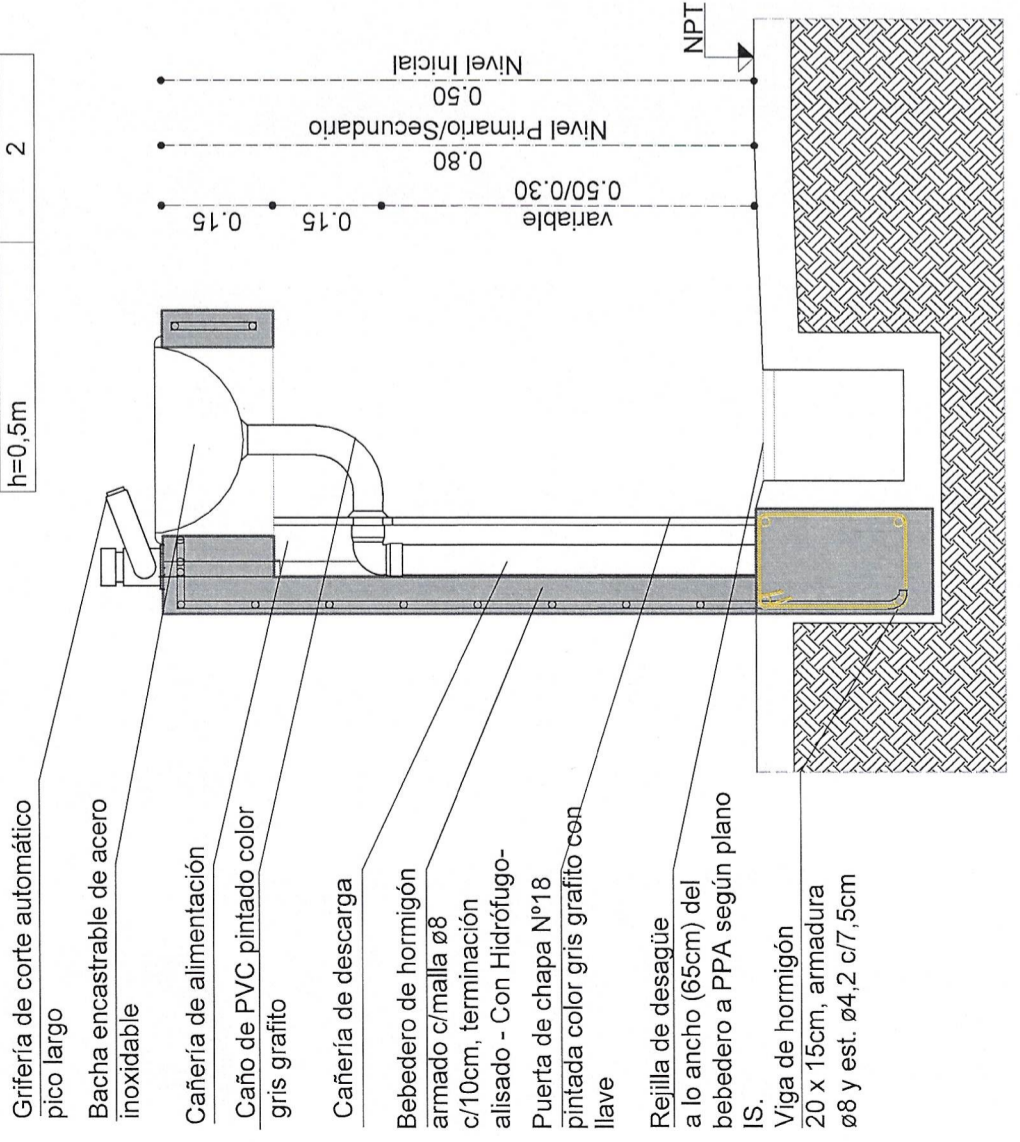 h=0,5m
2
Grifería de corte automático
pico largo
Bacha encastrable de acero
inoxidable
Cañería de alimentación
Caño de PVC pintado color
gris grafito
Cañería de descarga
Bebedero de hormigón
armado c/malla ø8
c/10cm, terminación
alisado - Con Hidrófugo-
Puerta de chapa Nº18
pintada color gris grafito con
llave
Rejilla de desagüe
a lo ancho (65cm) del
bebedero a PPA según plano
IS.
Viga de hormigón
20 x 15cm, armadura
ø8 y est. ø4,2 c/7,5cm
0.15
0.15
variable
0.50/0.30
0.80
Nivel Primario/Secundario
0.50
Nivel Inicial
NPT